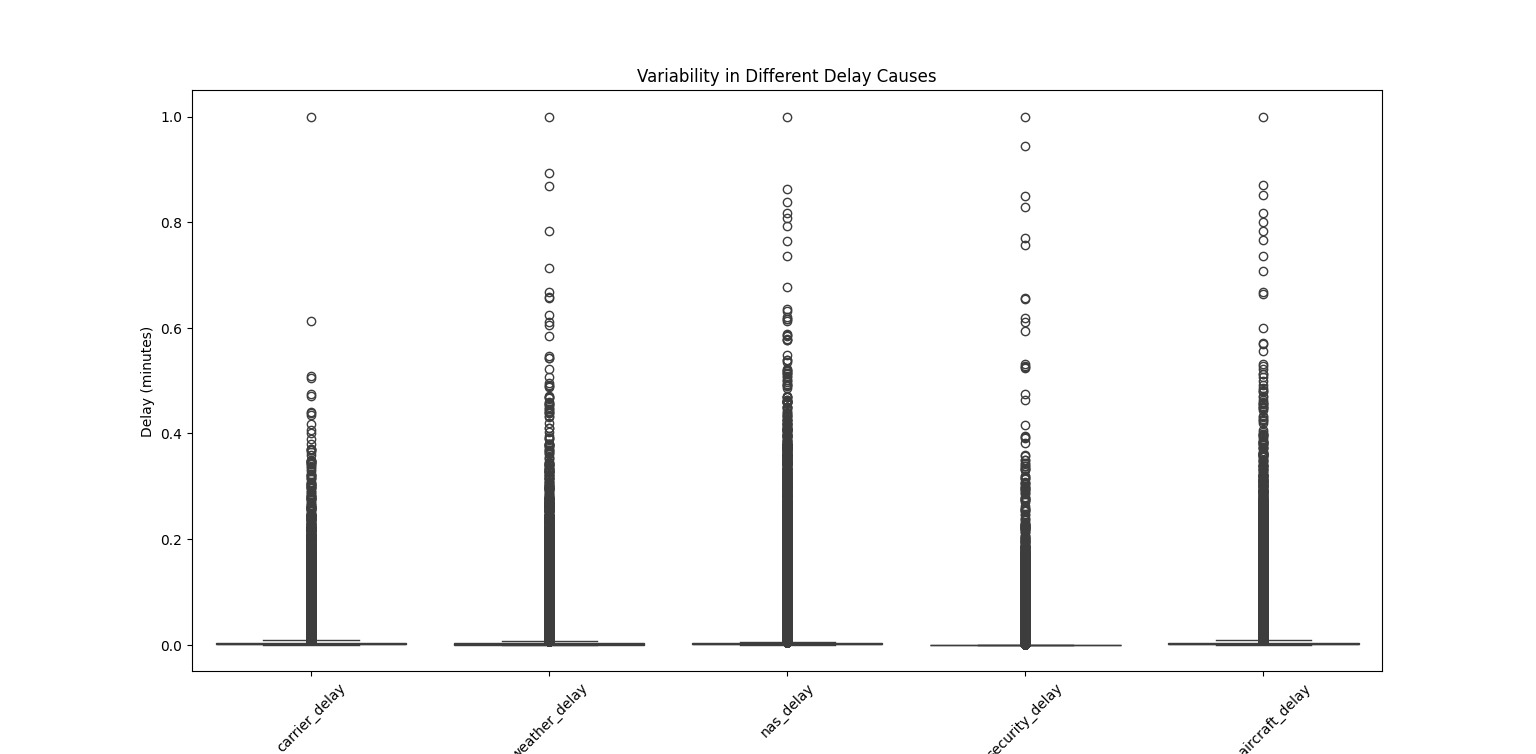 Variability in Different Delay Causes
1.0
0.8
0.6
0.4
0.2
0.0
Delay (minutes)
carrier_delay
weather_delay
nas_delay
security_delay
aircraft_delay